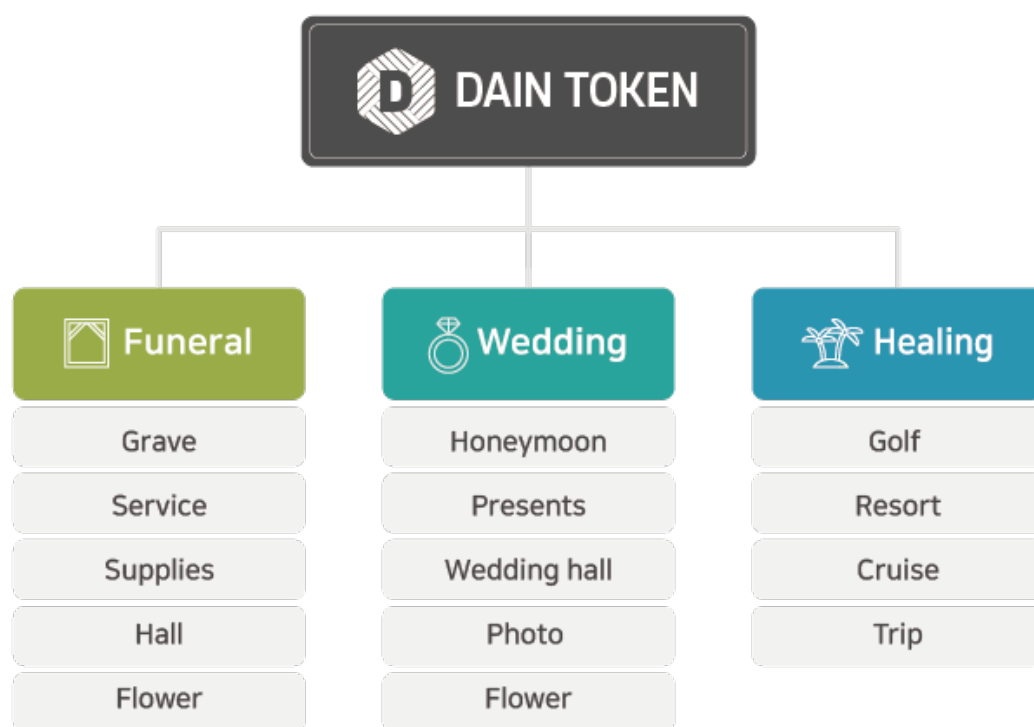 D DAIN TOKEN
Funeral
Grave
Service
Supplies
Hall
Flower
Wedding
Honeymoon
Presents
Wedding hall
Photo
Flower
Healing
Golf
Resort
Cruise
Trip